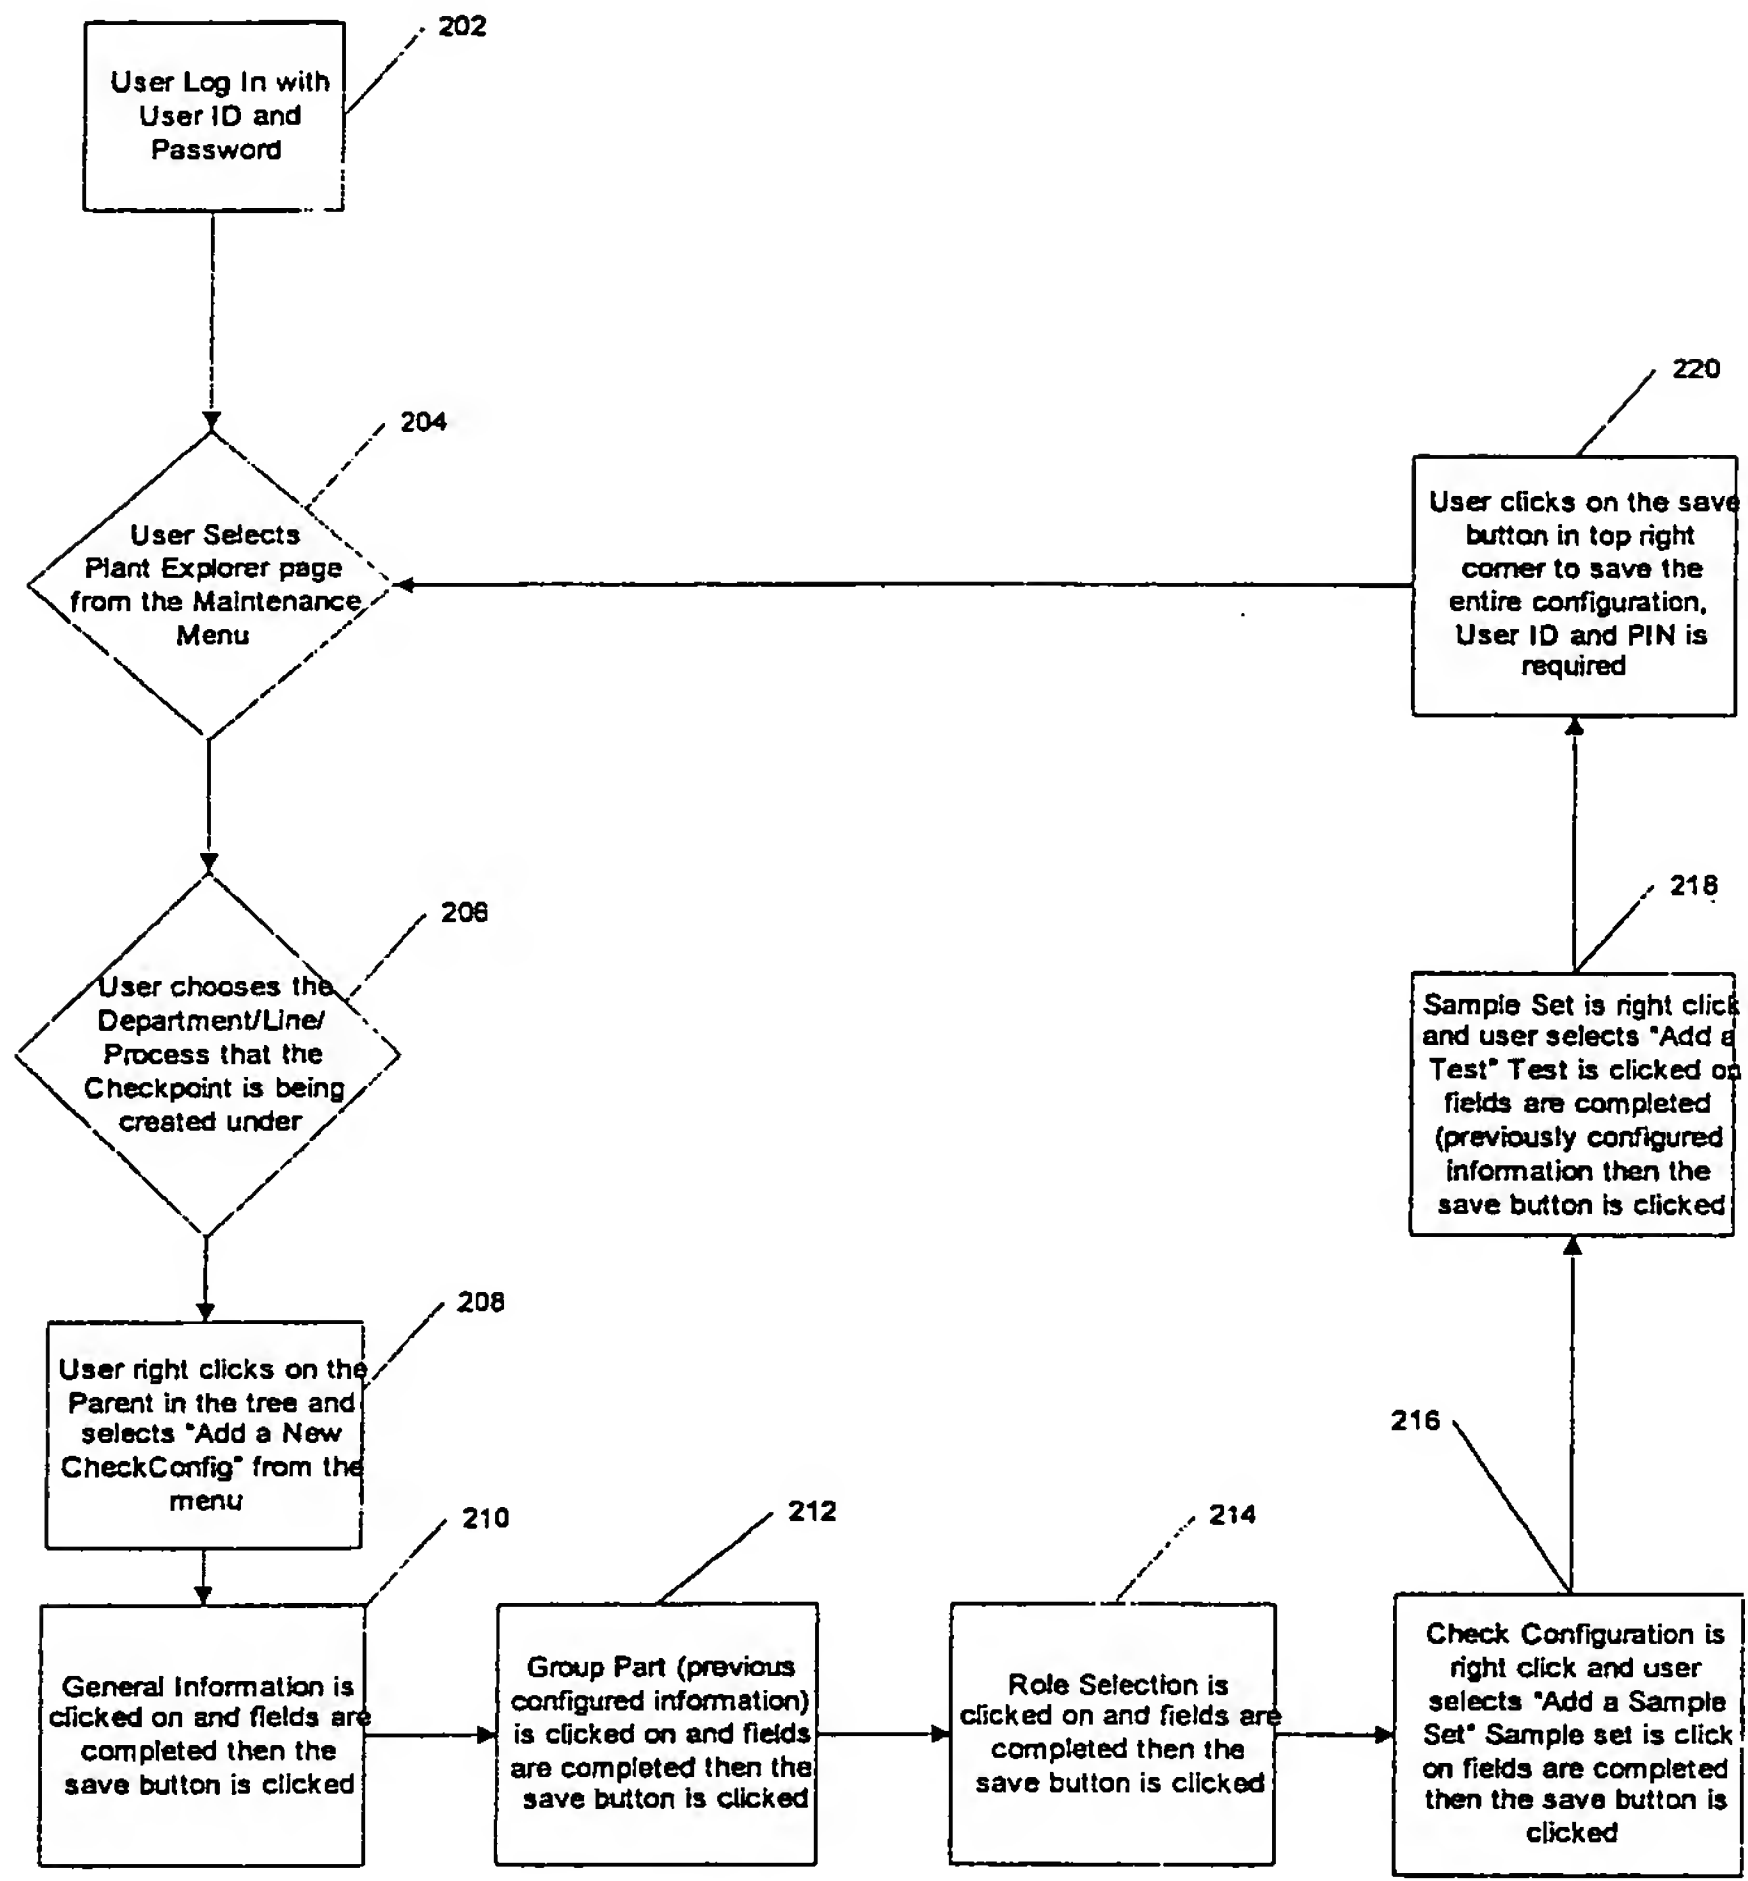 202
User Log In with
User ID and
Password
204
User Selects
Plant Explorer page
from the Maintenance
Menu
206
User chooses the
Department/Line/
Process that the
Checkpoint is being
created under
208
User right clicks on the
Parent in the tree and
selects "Add a New
CheckConfig" from the
menu
210
General Information is
clicked on and fields are
completed then the
save button is clicked
212
Group Part (previous
configured information)
is clicked on and fields
are completed then the
save button is clicked
214
Role Selection is
clicked on and fields are
completed then the
save button is clicked
216
Check Configuration is
right click and user
selects "Add a Sample
Set" Sample set is click
on fields are completed
then the save button is
clicked
218
Sample Set is right click
and user selects "Add a
Test" Test is clicked on
fields are completed
(previously configured
information then the
save button is clicked
220
User clicks on the save
button in top right
corner to save the
entire configuration,
User ID and PIN is
required